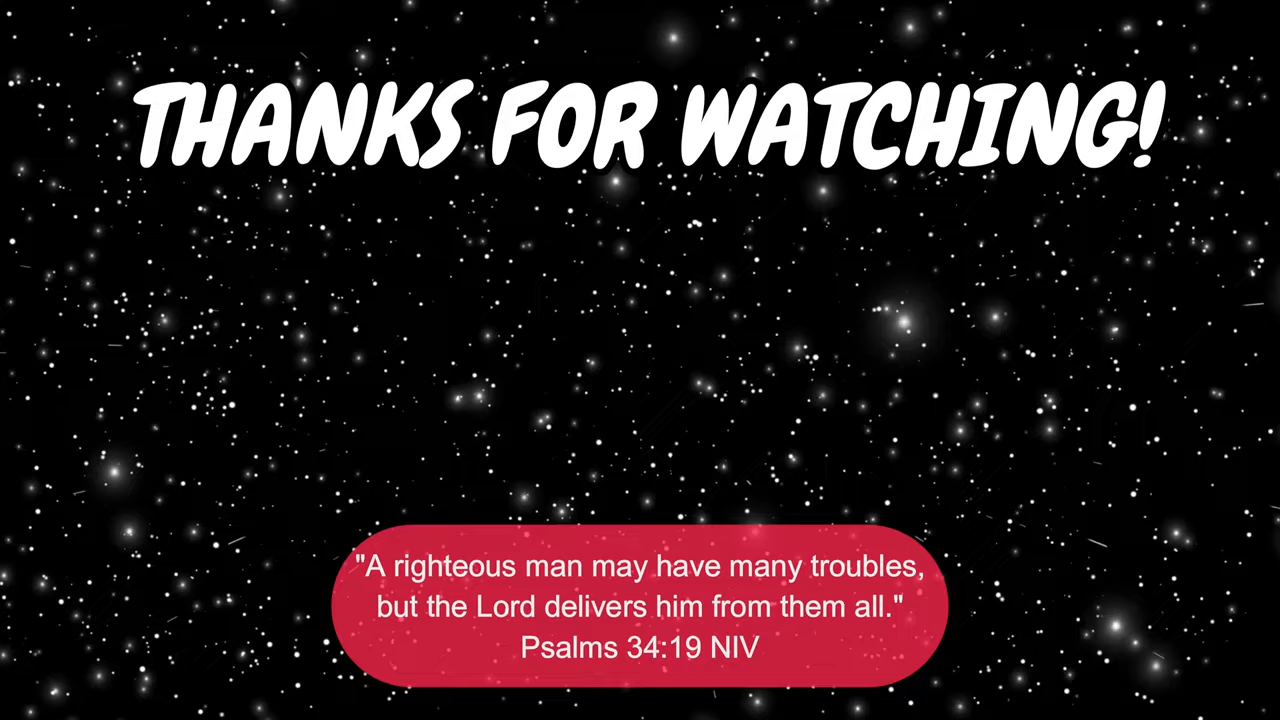 THANKS FOR WATCHING!
"A righteous man may have many troubles,
but the Lord delivers him from them all."
Psalms 34:19 NIV